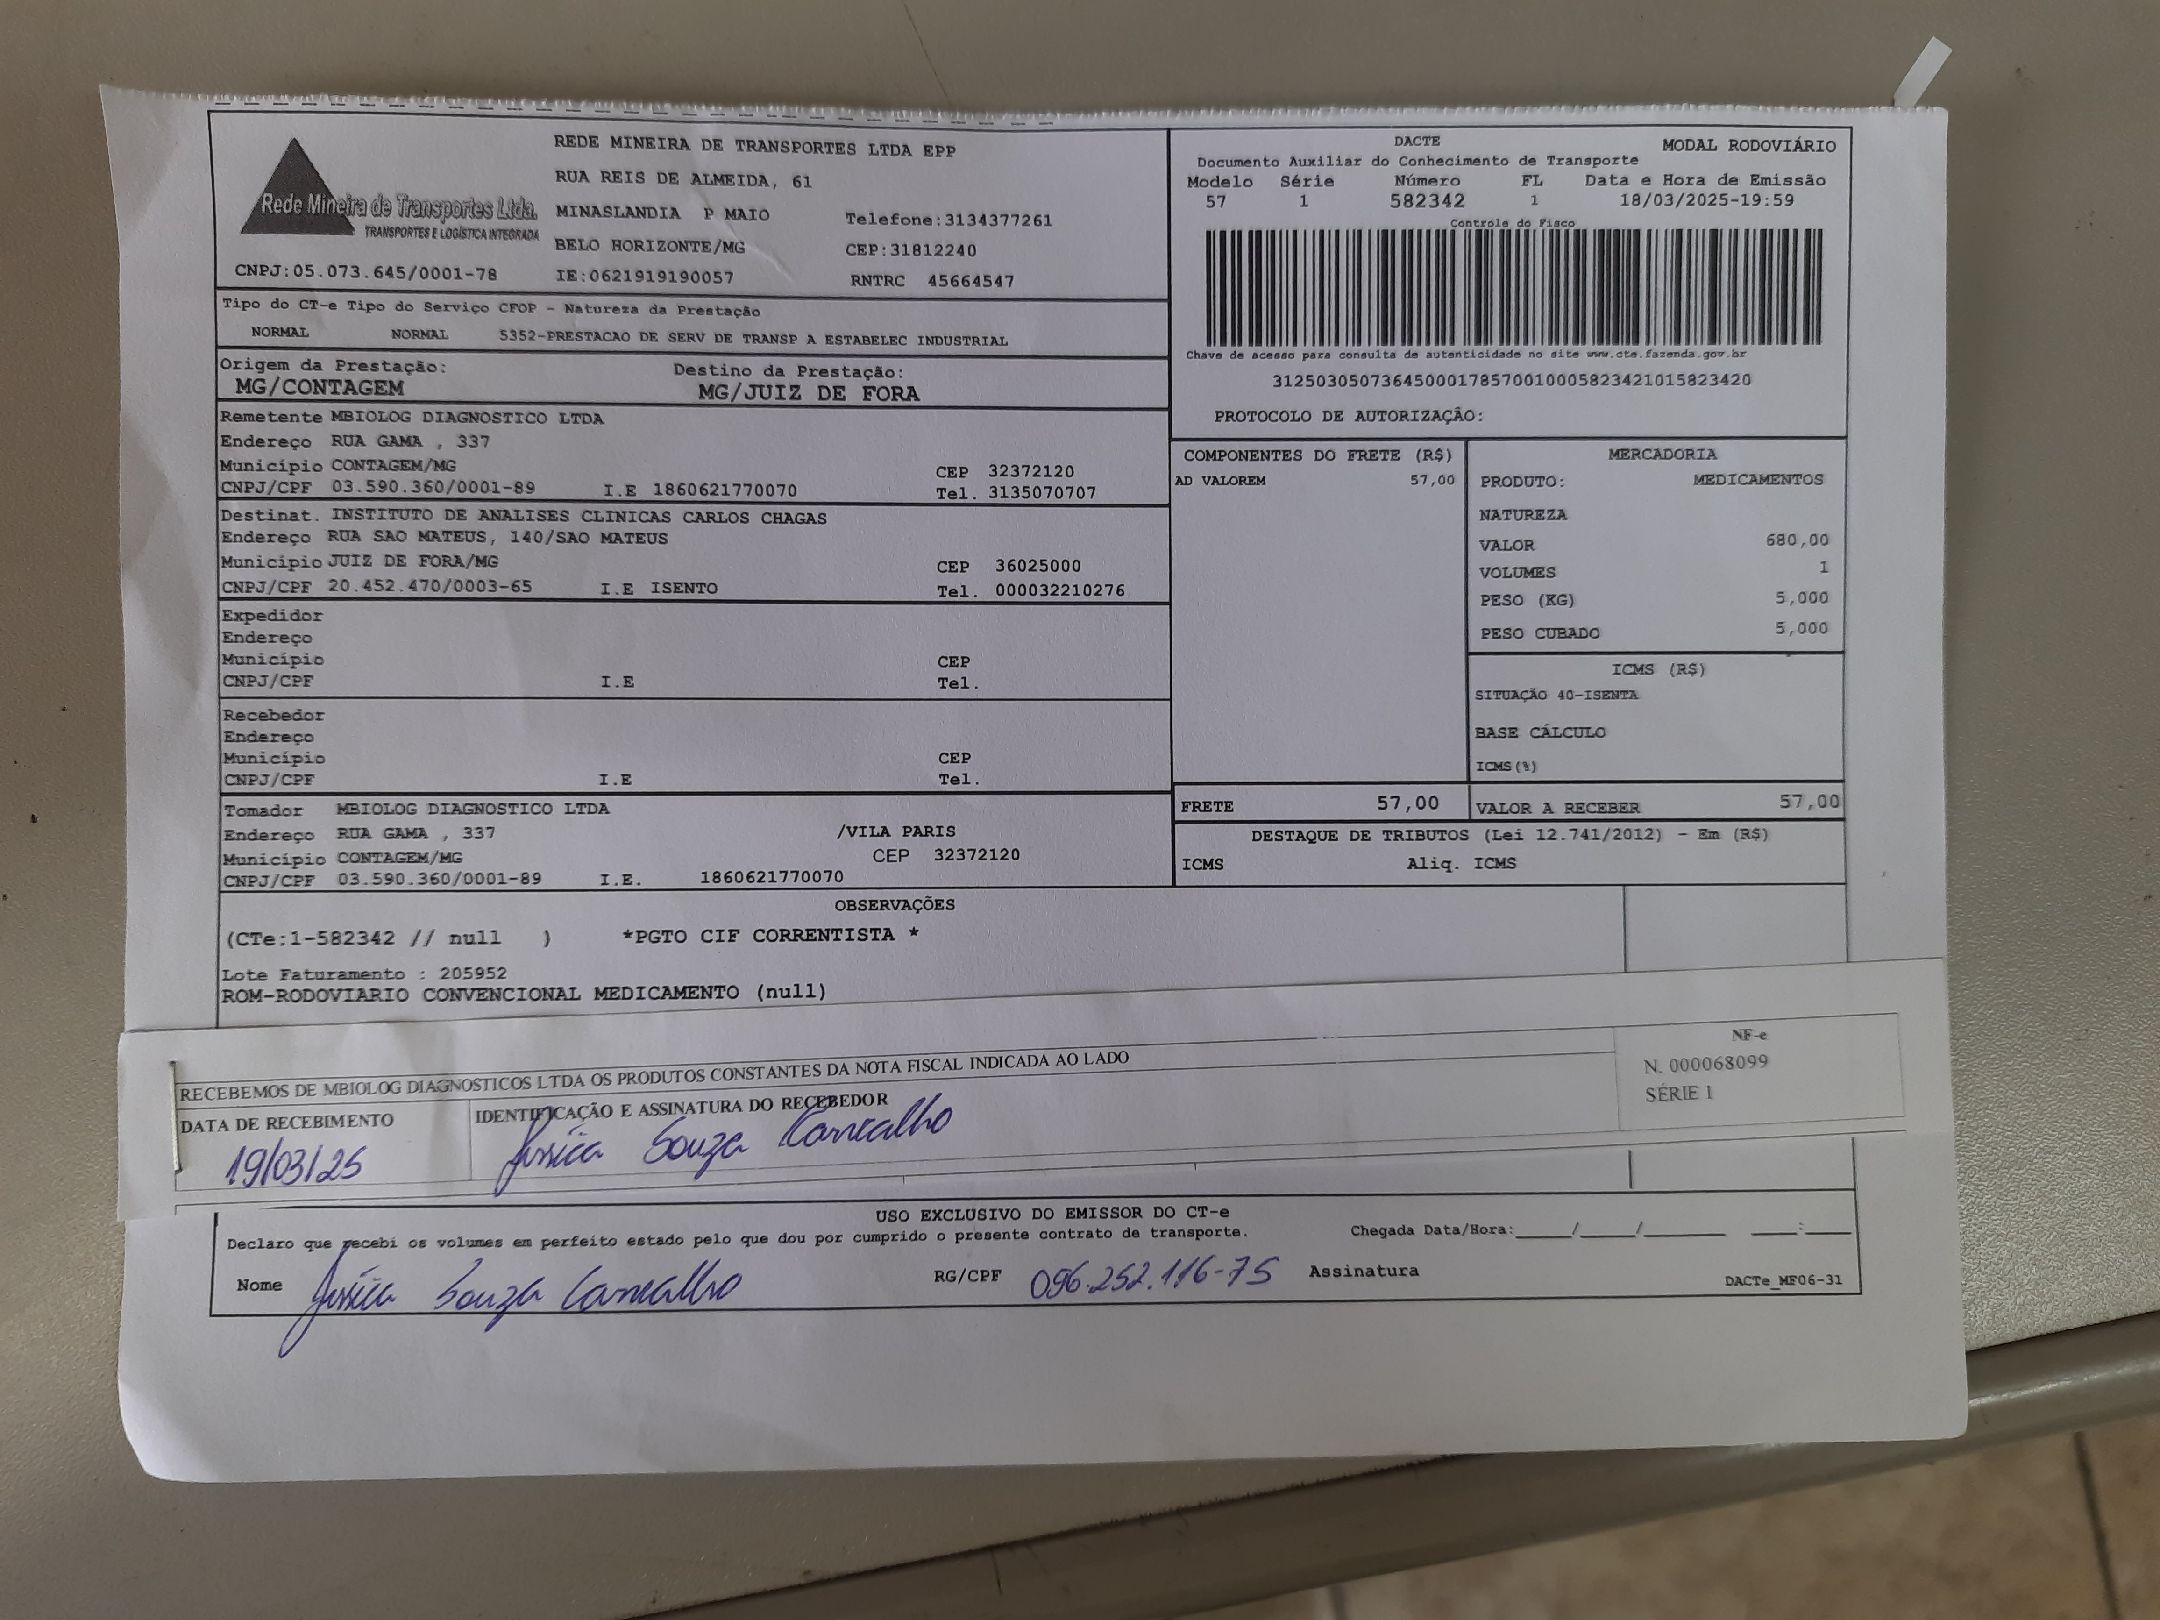 Rede Mineira de Transportes Ltda.
TRANSPORTES E LOGÍSTICA INTEGRADA
CNPJ:05.073.645/0001-78
REDE MINEIRA DE TRANSPORTES LTDA EPP
RUA REIS DE ALMEIDA, 61
MINASLANDIA P MAIO Telefone:3134377261
BELO HORIZONTE/MG CEP:31812240
IE:0621919190057 RNTRC 45664547
DACTE MODAL RODOVIÁRIO
Documento Auxiliar do Conhecimento de Transporte
Modelo Série Número FL Data e Hora de Emissão
57 1 582342 1 18/03/2025-19:59
Controle do Fisco
Chave de acesso para consulta de autenticidade no site www.cte.fazenda.gov.br
31250305073645000178570010005823421015823420
PROTOCOLO DE AUTORIZAÇÃO:
Tipo do CT-e Tipo do Serviço CFOP - Natureza da Prestação
NORMAL NORMAL 5352-PRESTACAO DE SERV DE TRANSP A ESTABELEC INDUSTRIAL
Origem da Prestação: Destino da Prestação:
MG/CONTAGEM MG/JUIZ DE FORA
Remetente MBIOLOG DIAGNOSTICO LTDA
Endereço RUA GAMA , 337
Município CONTAGEM/MG CEP 32372120
CNPJ/CPF 03.590.360/0001-89 I.E 1860621770070 Tel. 3135070707
Destinat. INSTITUTO DE ANALISES CLINICAS CARLOS CHAGAS
Endereço RUA SAO MATEUS, 140/SAO MATEUS
Município JUIZ DE FORA/MG CEP 36025000
CNPJ/CPF 20.452.470/0003-65 I.E ISENTO Tel. 000032210276
Expedidor
Endereço
Município CEP
CNPJ/CPF I.E Tel.
Recebedor
Endereço
Município CEP
CNPJ/CPF I.E Tel.
Tomador MBIOLOG DIAGNOSTICO LTDA
Endereço RUA GAMA , 337 /VILA PARIS
Município CONTAGEM/MG CEP 32372120
CNPJ/CPF 03.590.360/0001-89 I.E. 1860621770070
COMPONENTES DO FRETE (R$)
AD VALOREM 57,00
MERCADORIA
PRODUTO: MEDICAMENTOS
NATUREZA
VALOR 680,00
VOLUMES 1
PESO (KG) 5,000
PESO CUBADO 5,000
ICMS (R$)
SITUAÇÃO 40-ISENTA
BASE CÁLCULO
ICMS(%)
FRETE 57,00 VALOR A RECEBER 57,00
DESTAQUE DE TRIBUTOS (Lei 12.741/2012) - Em (R$)
ICMS Aliq. ICMS
OBSERVAÇÕES
(CTe:1-582342 // null ) *PGTO CIF CORRENTISTA *
Lote Faturamento : 205952
ROM-RODOVIARIO CONVENCIONAL MEDICAMENTO (null)
RECEBEMOS DE MBIOLOG DIAGNOSTICOS LTDA OS PRODUTOS CONSTANTES DA NOTA FISCAL INDICADA AO LADO
NF-e
N. 000068099
SÉRIE 1
DATA DE RECEBIMENTO IDENTIFICAÇÃO E ASSINATURA DO RECEBEDOR
19/03/25 Jéssica Souza Carvalho
USO EXCLUSIVO DO EMISSOR DO CT-e
Declaro que recebi os volumes em perfeito estado pelo que dou por cumprido o presente contrato de transporte. Chegada Data/Hora:____/____/______ ____:____
Nome Jéssica Souza Carvalho RG/CPF 096.252.116-75 Assinatura
DACTe_MF06-31